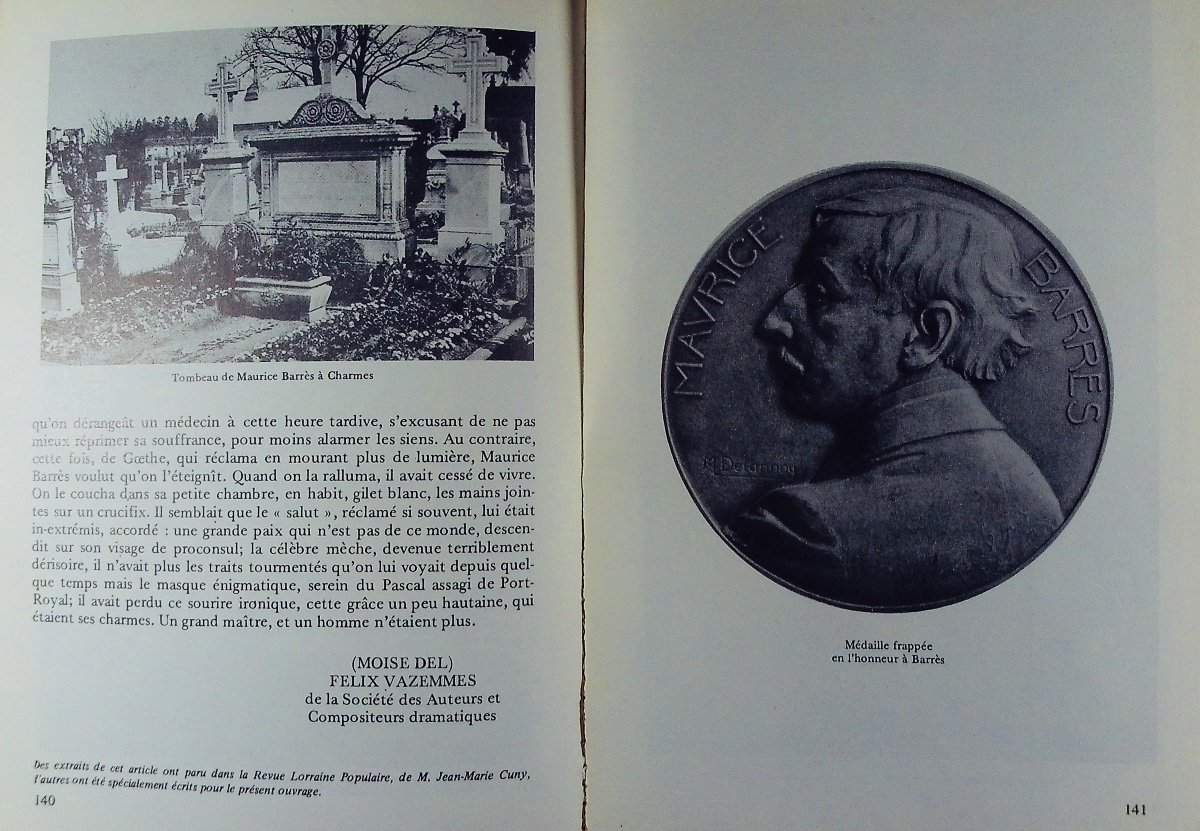 Tombeau de Maurice Barrès à Charmes
qu'on dérangeât un médecin à cette heure tardive, s'excusant de ne pas
mieux réprimer sa souffrance, pour moins alarmer les siens. Au contraire,
cette fois, de Gœthe, qui réclama en mourant plus de lumière, Maurice
Barrès voulut qu'on l'éteignît. Quand on la ralluma, il avait cessé de vivre.
On le coucha dans sa petite chambre, en habit, gilet blanc, les mains join-
tes sur un crucifix. Il semblait que le « salut », réclamé si souvent, lui était
in-extrémis, accordé : une grande paix qui n'est pas de ce monde, descen-
dit sur son visage de proconsul; la célèbre mèche, devenue terriblement
dérisoire, il n'avait plus les traits tourmentés qu'on lui voyait depuis quel-
que temps mais le masque énigmatique, serein du Pascal assagi de Port-
Royal; il avait perdu ce sourire ironique, cette grâce un peu hautaine, qui
étaient ses charmes. Un grand maître, et un homme n'étaient plus.
(MOISE DEL)
FELIX VAZEMMES
de la Société des Auteurs et
Compositeurs dramatiques
Des extraits de cet article ont paru dans la Revue Lorraine Populaire, de M. Jean-Marie Cuny,
l'autres ont été spécialement écrits pour le présent ouvrage.
140
MAVRICE BARRES
M Delannoy
Médaille frappée
en l'honneur à Barrès
141